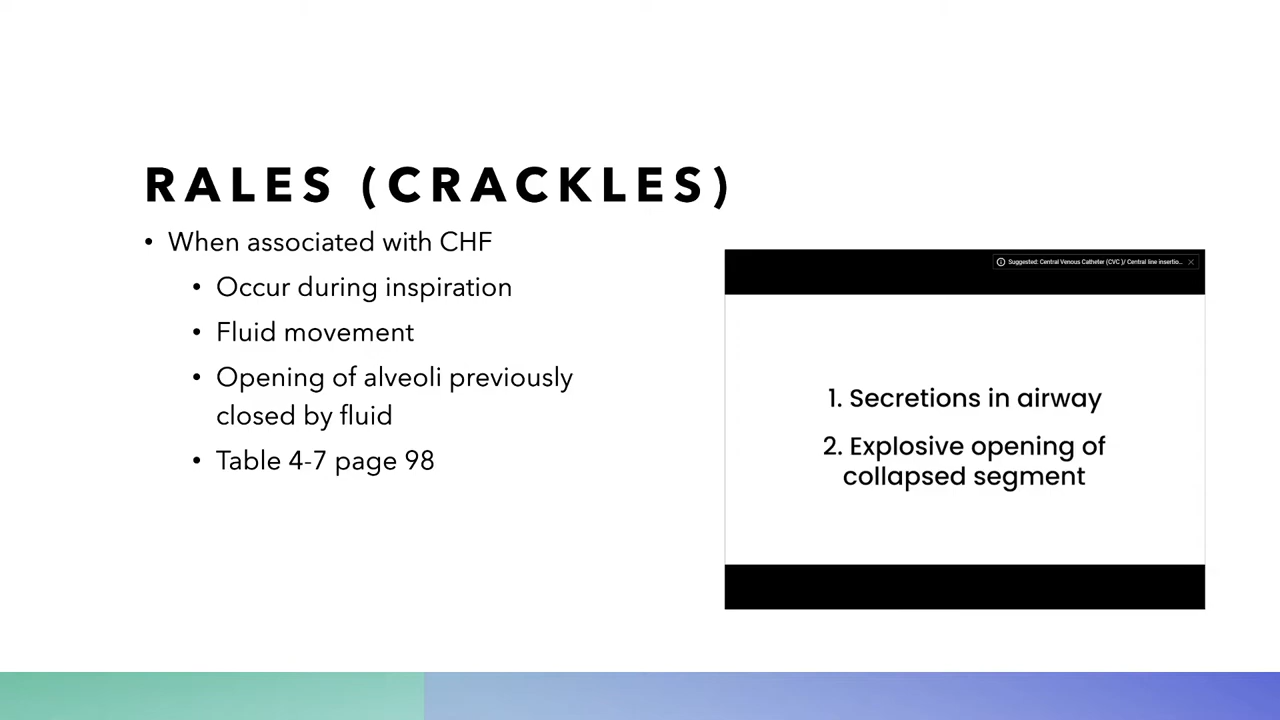 RALES (CRACKLES)
• When associated with CHF
• Occur during inspiration
• Fluid movement
• Opening of alveoli previously
closed by fluid
• Table 4-7 page 98
Suggested: Central Venous Catheter (CVC )/ Central line insertio...
1. Secretions in airway
2. Explosive opening of
collapsed segment